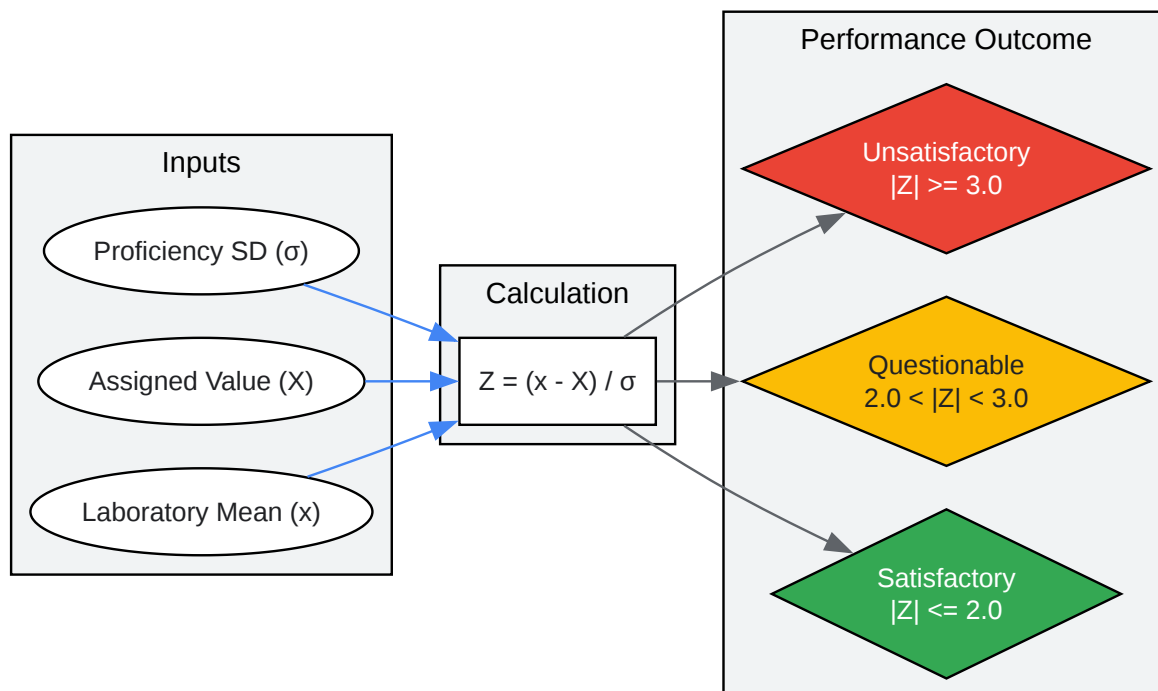 Inputs
Proficiency SD (σ)
Assigned Value (X)
Laboratory Mean (x)
Calculation
Z = (x - X) / σ
Performance Outcome
Unsatisfactory
|Z| >= 3.0
Questionable
2.0 < |Z| < 3.0
Satisfactory
|Z| <= 2.0